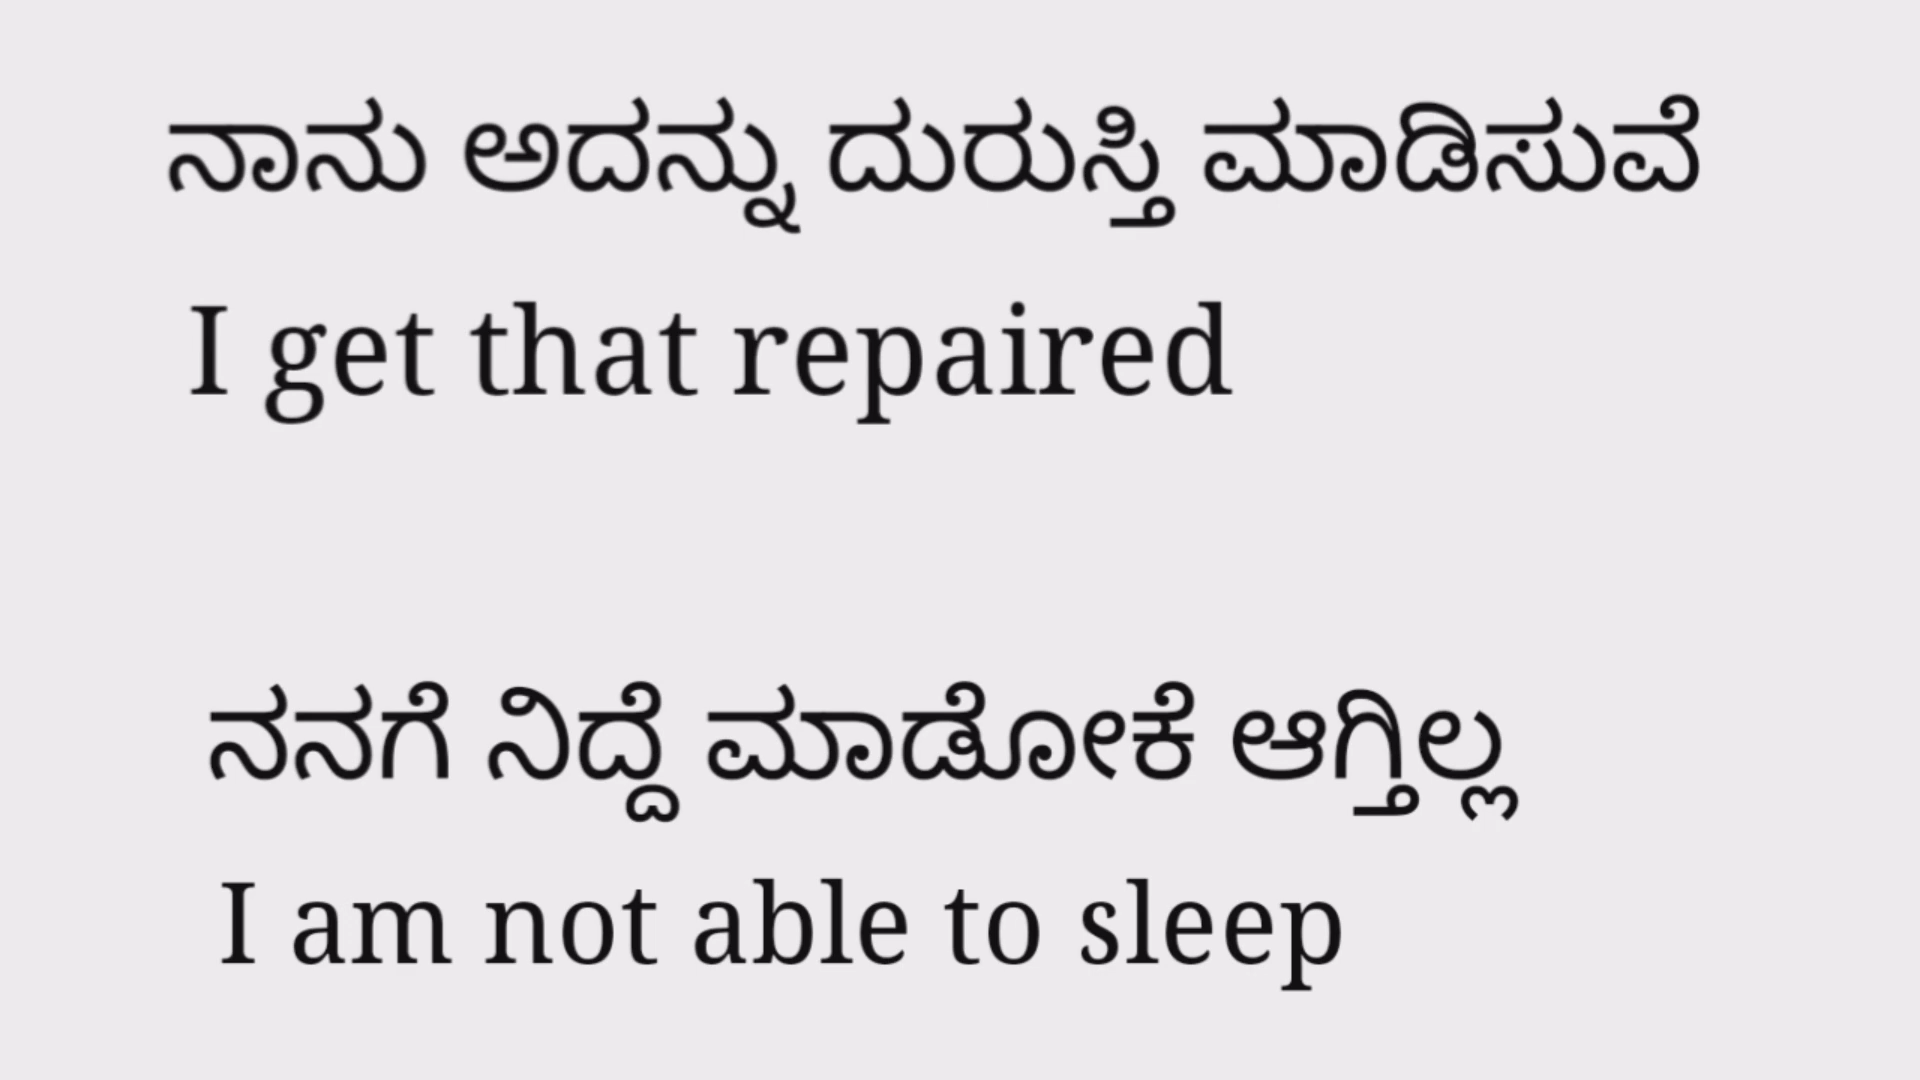 ನಾನು ಅದನ್ನು ದುರುಸ್ತಿ ಮಾಡಿಸುವೆ
I get that repaired
ನನಗೆ ನಿದ್ದೆ ಮಾಡೋಕೆ ಆಗ್ತಿಲ್ಲ
I am not able to sleep